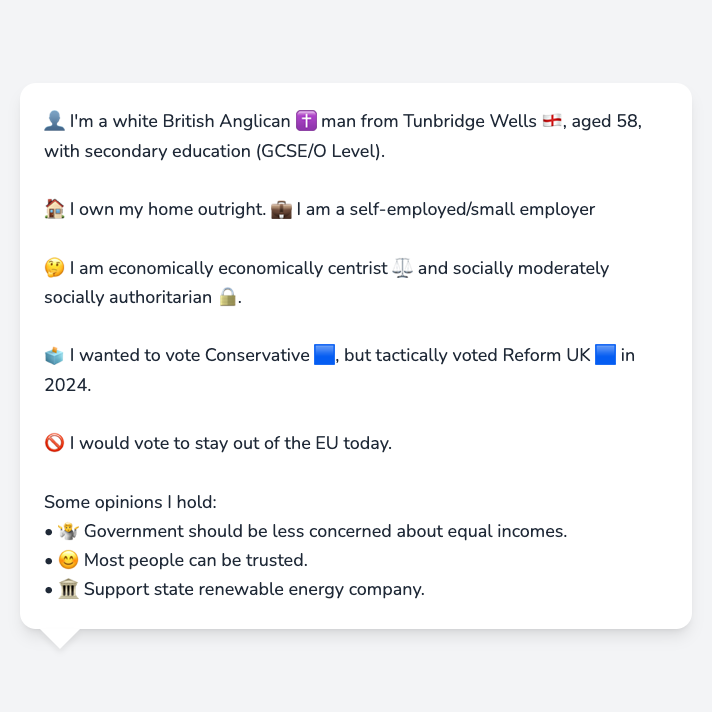 👤 I'm a white British Anglican ✝️ man from Tunbridge Wells 🏴󠁧󠁢󠁥󠁮󠁧󠁿, aged 58,
with secondary education (GCSE/O Level).
🏠 I own my home outright. 💼 I am a self-employed/small employer
🤔 I am economically economically centrist ⚖️ and socially moderately
socially authoritarian 🔒.
🗳️ I wanted to vote Conservative 🟦, but tactically voted Reform UK 🟦 in
2024.
🚫 I would vote to stay out of the EU today.
Some opinions I hold:
• 🤷 Government should be less concerned about equal incomes.
• 😊 Most people can be trusted.
• 🏛️ Support state renewable energy company.